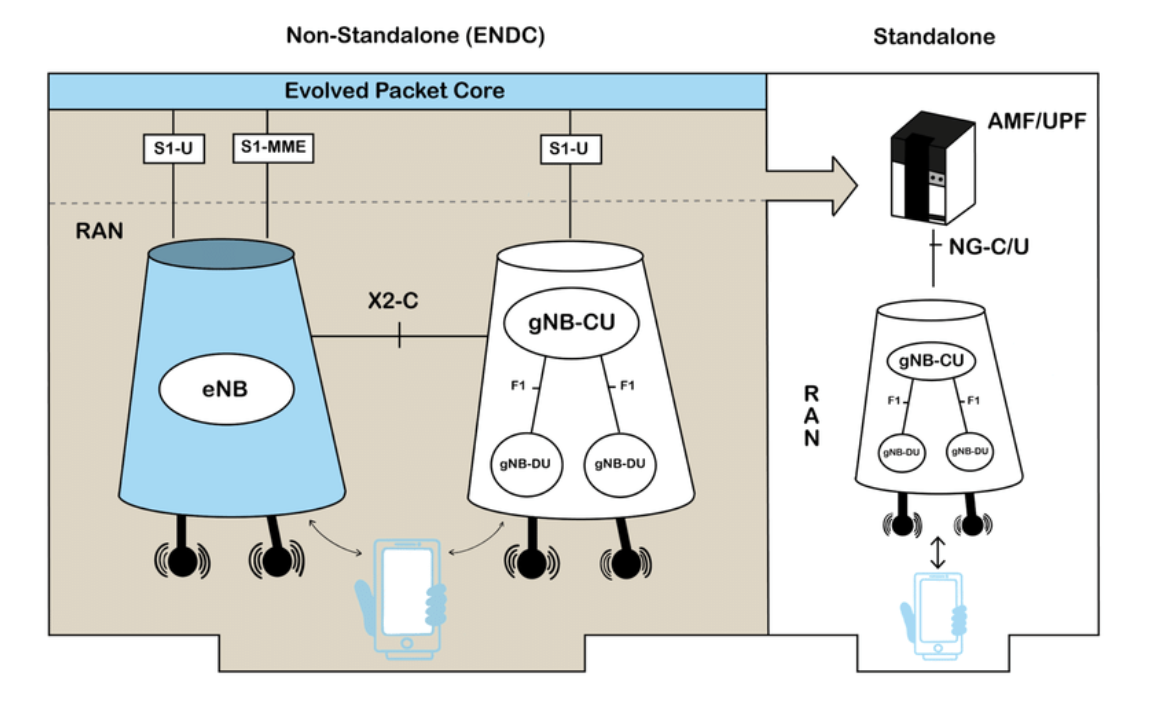 Non-Standalone (ENDC)
Standalone
Evolved Packet Core
S1-U
S1-MME
S1-U
AMF/UPF
RAN
NG-C/U
X2-C
eNB
gNB-CU
F1
F1
gNB-DU
gNB-DU
gNB-CU
RAN
F1
F1
gNB-DU
gNB-DU